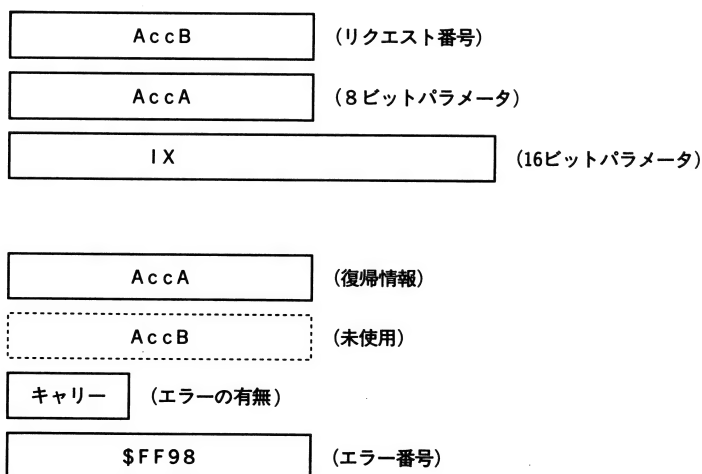 AccB (リクエスト番号)
AccA (8ビットパラメータ)
IX (16ビットパラメータ)
AccA (復帰情報)
AccB (未使用)
キャリー (エラーの有無)
$FF98 (エラー番号)